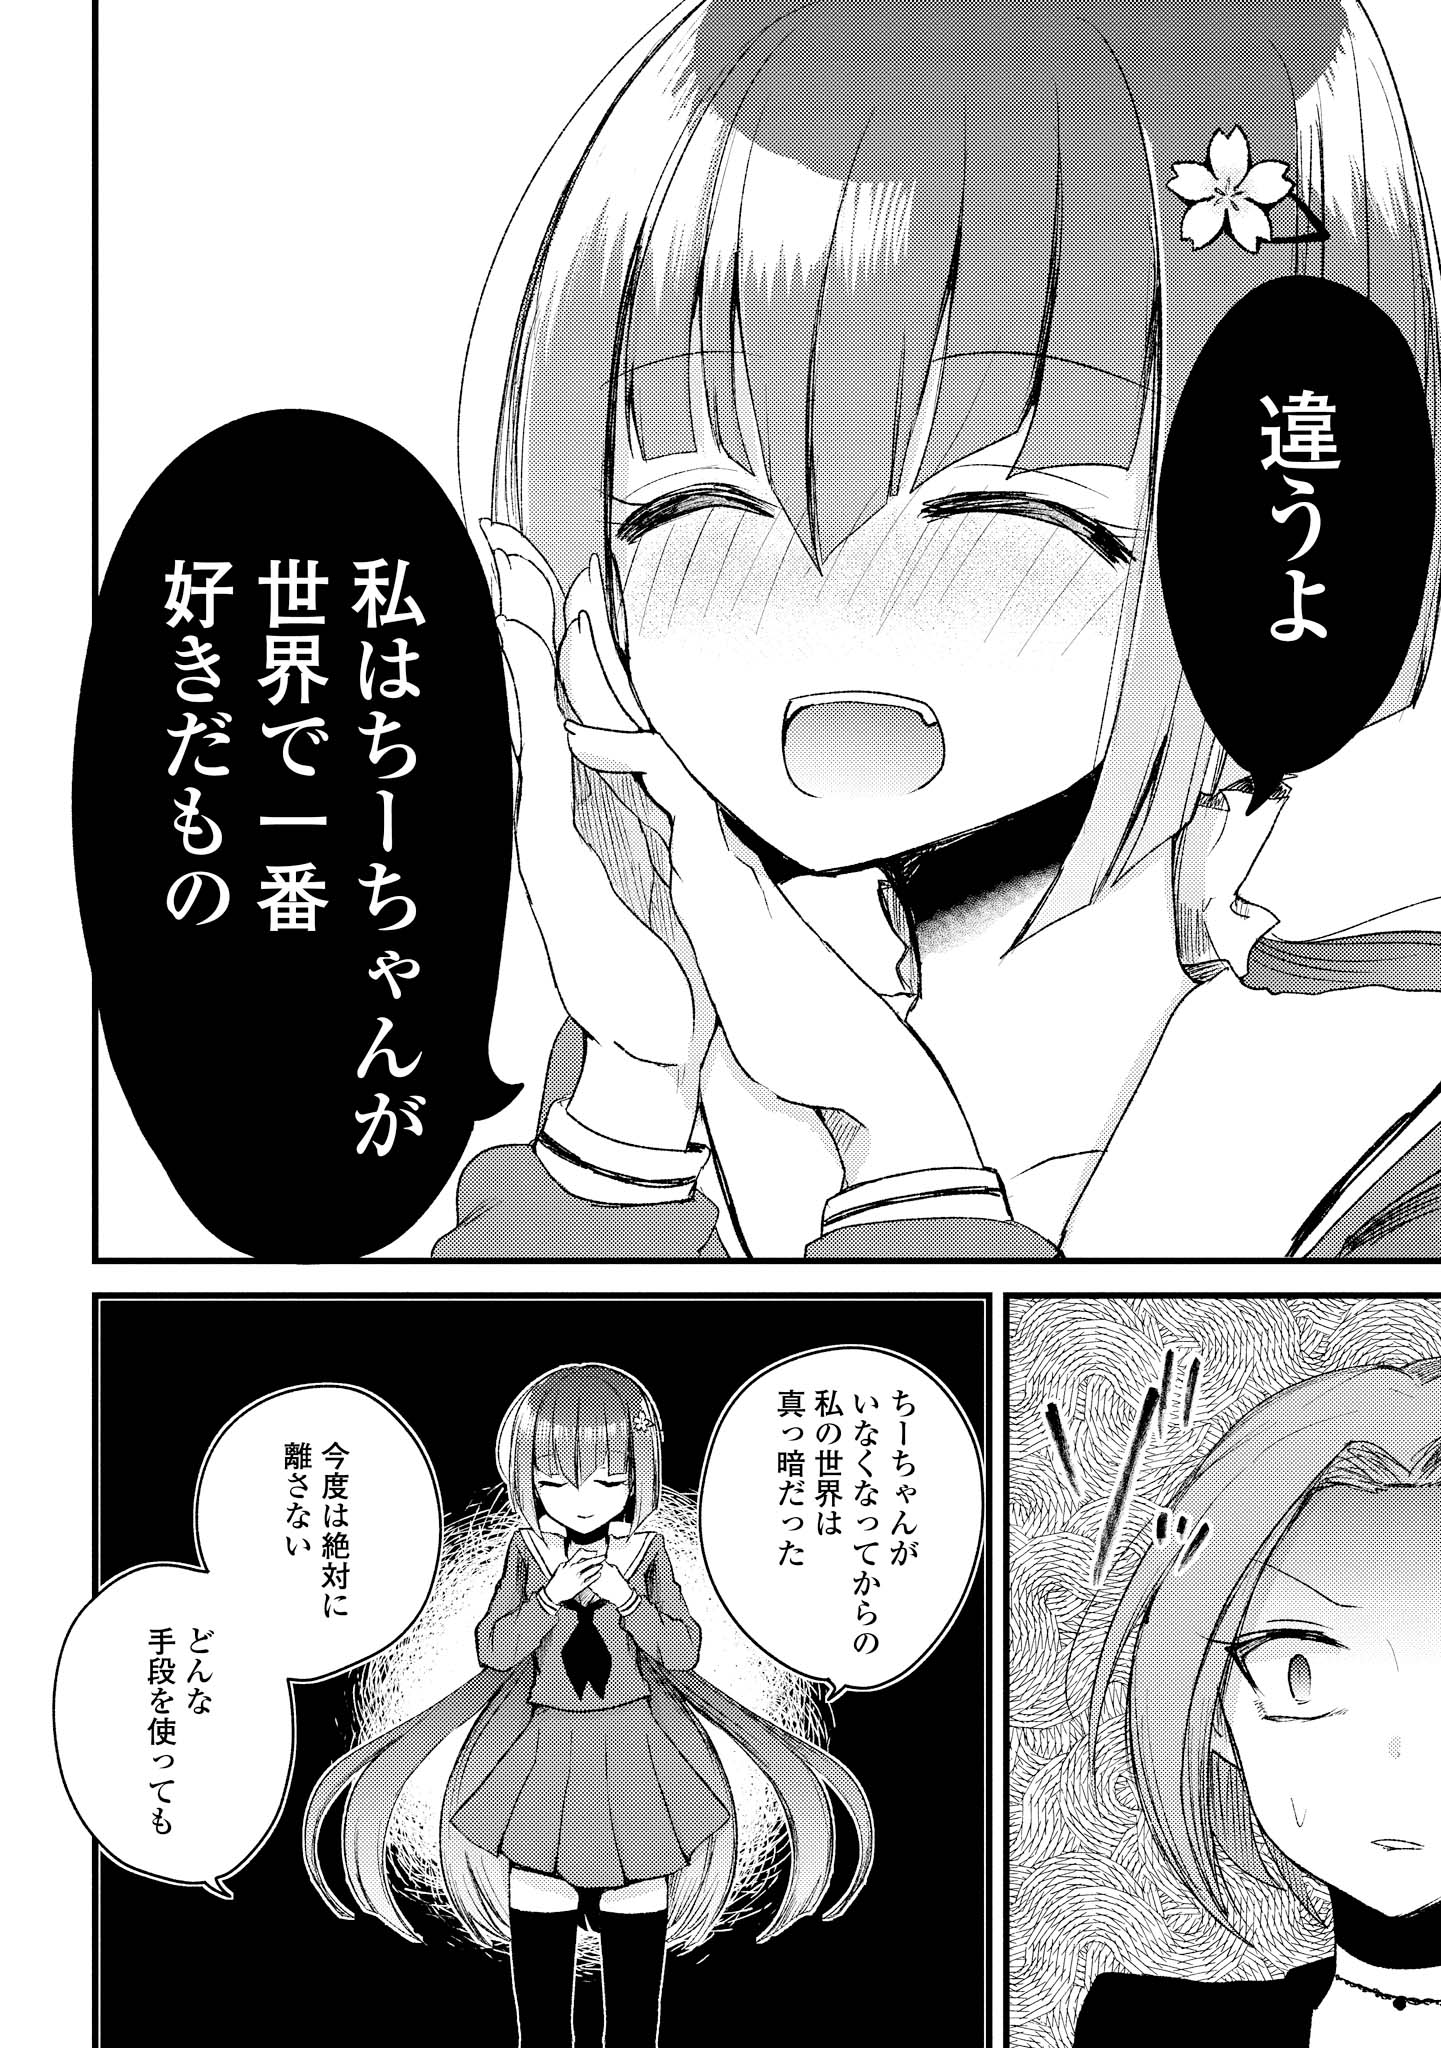 違うよ
私はちーちゃんが
世界で一番
好きだもの
ちーちゃんが
いなくなってからの
私の世界は
真っ暗だった
今度は絶対に
離さない
どんな
手段を使っても